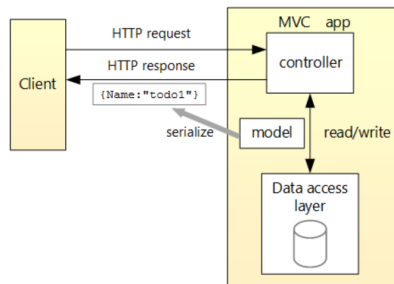 MVC app
HTTP request
controller
HTTP response
Client
{Name:"todo1"}
serialize
model
read/write
Data access
layer